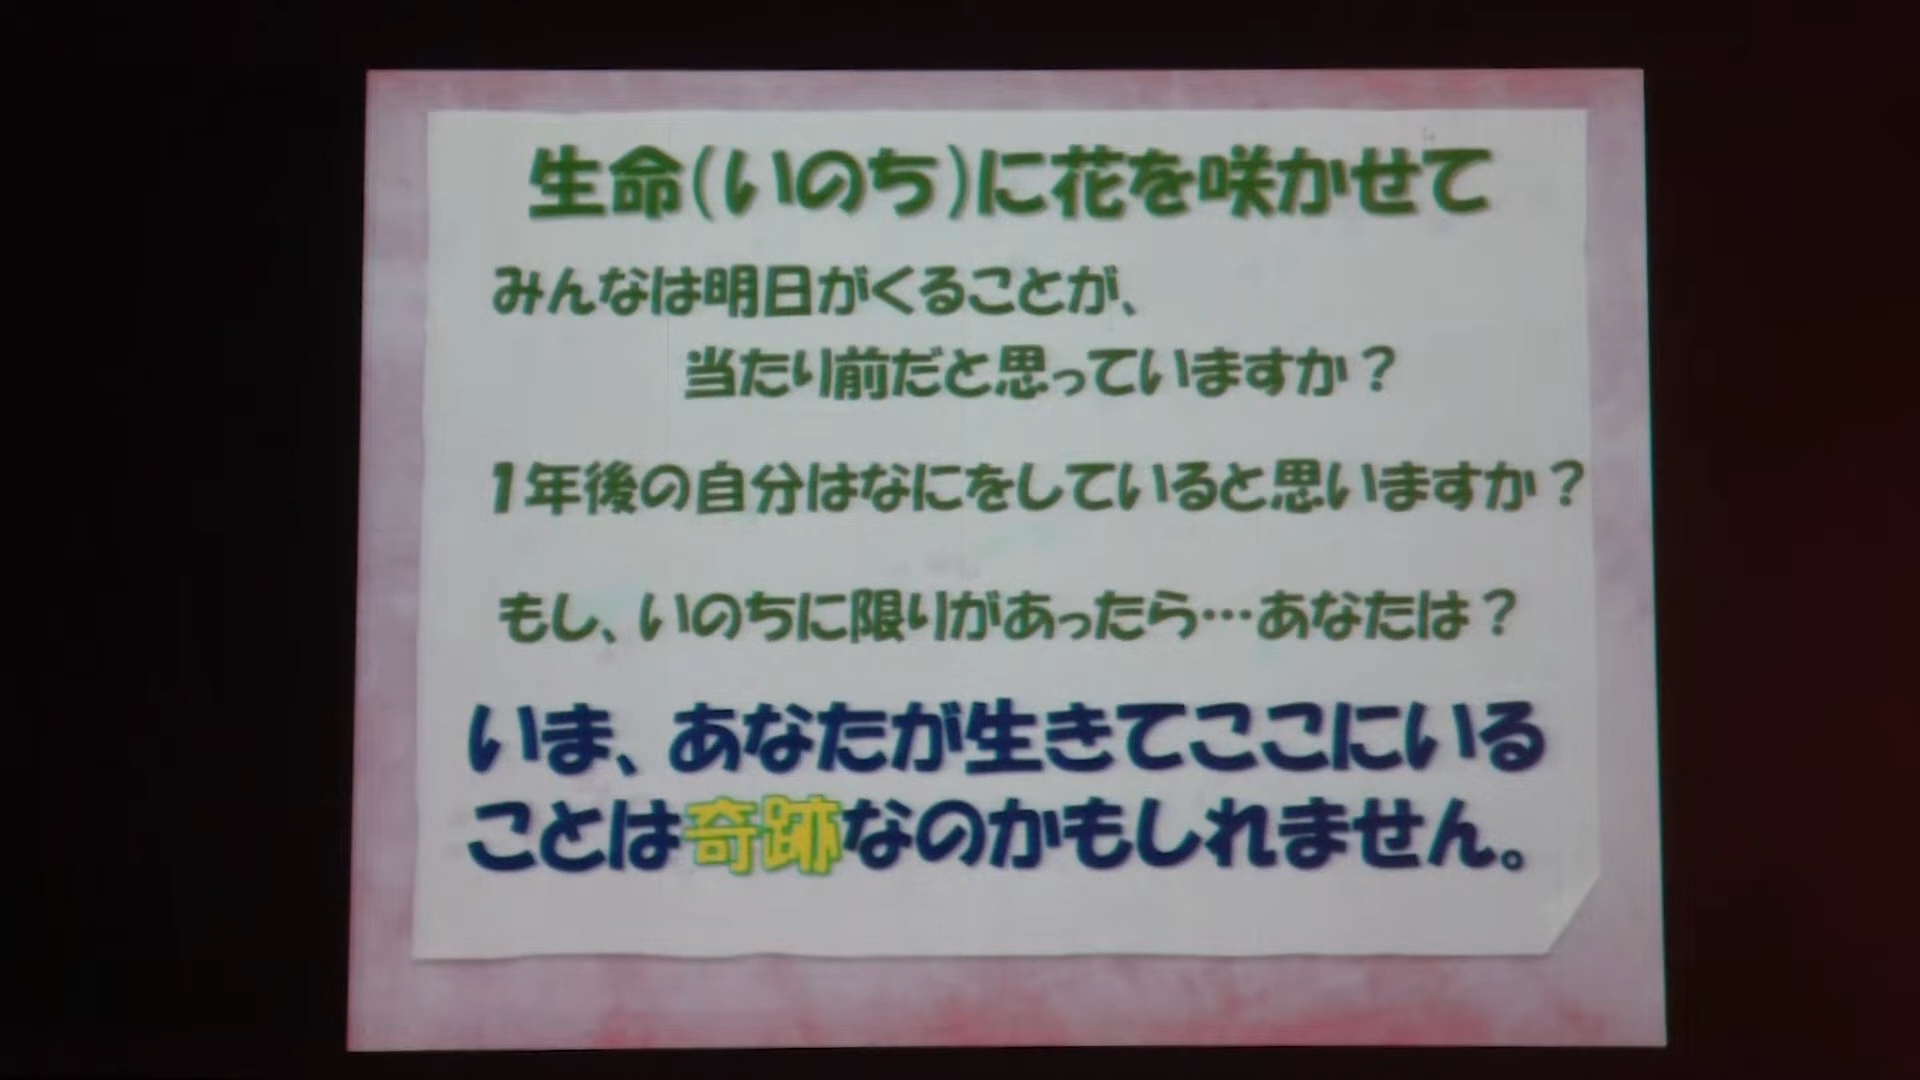 生命(いのち)に花を咲かせて
みんなは明日がくることが、
当たり前だと思っていますか？
1年後の自分はなにをしていると思いますか？
もし、いのちに限りがあったら…あなたは？
いま、あなたが生きてここにいる
ことは奇跡なのかもしれません。